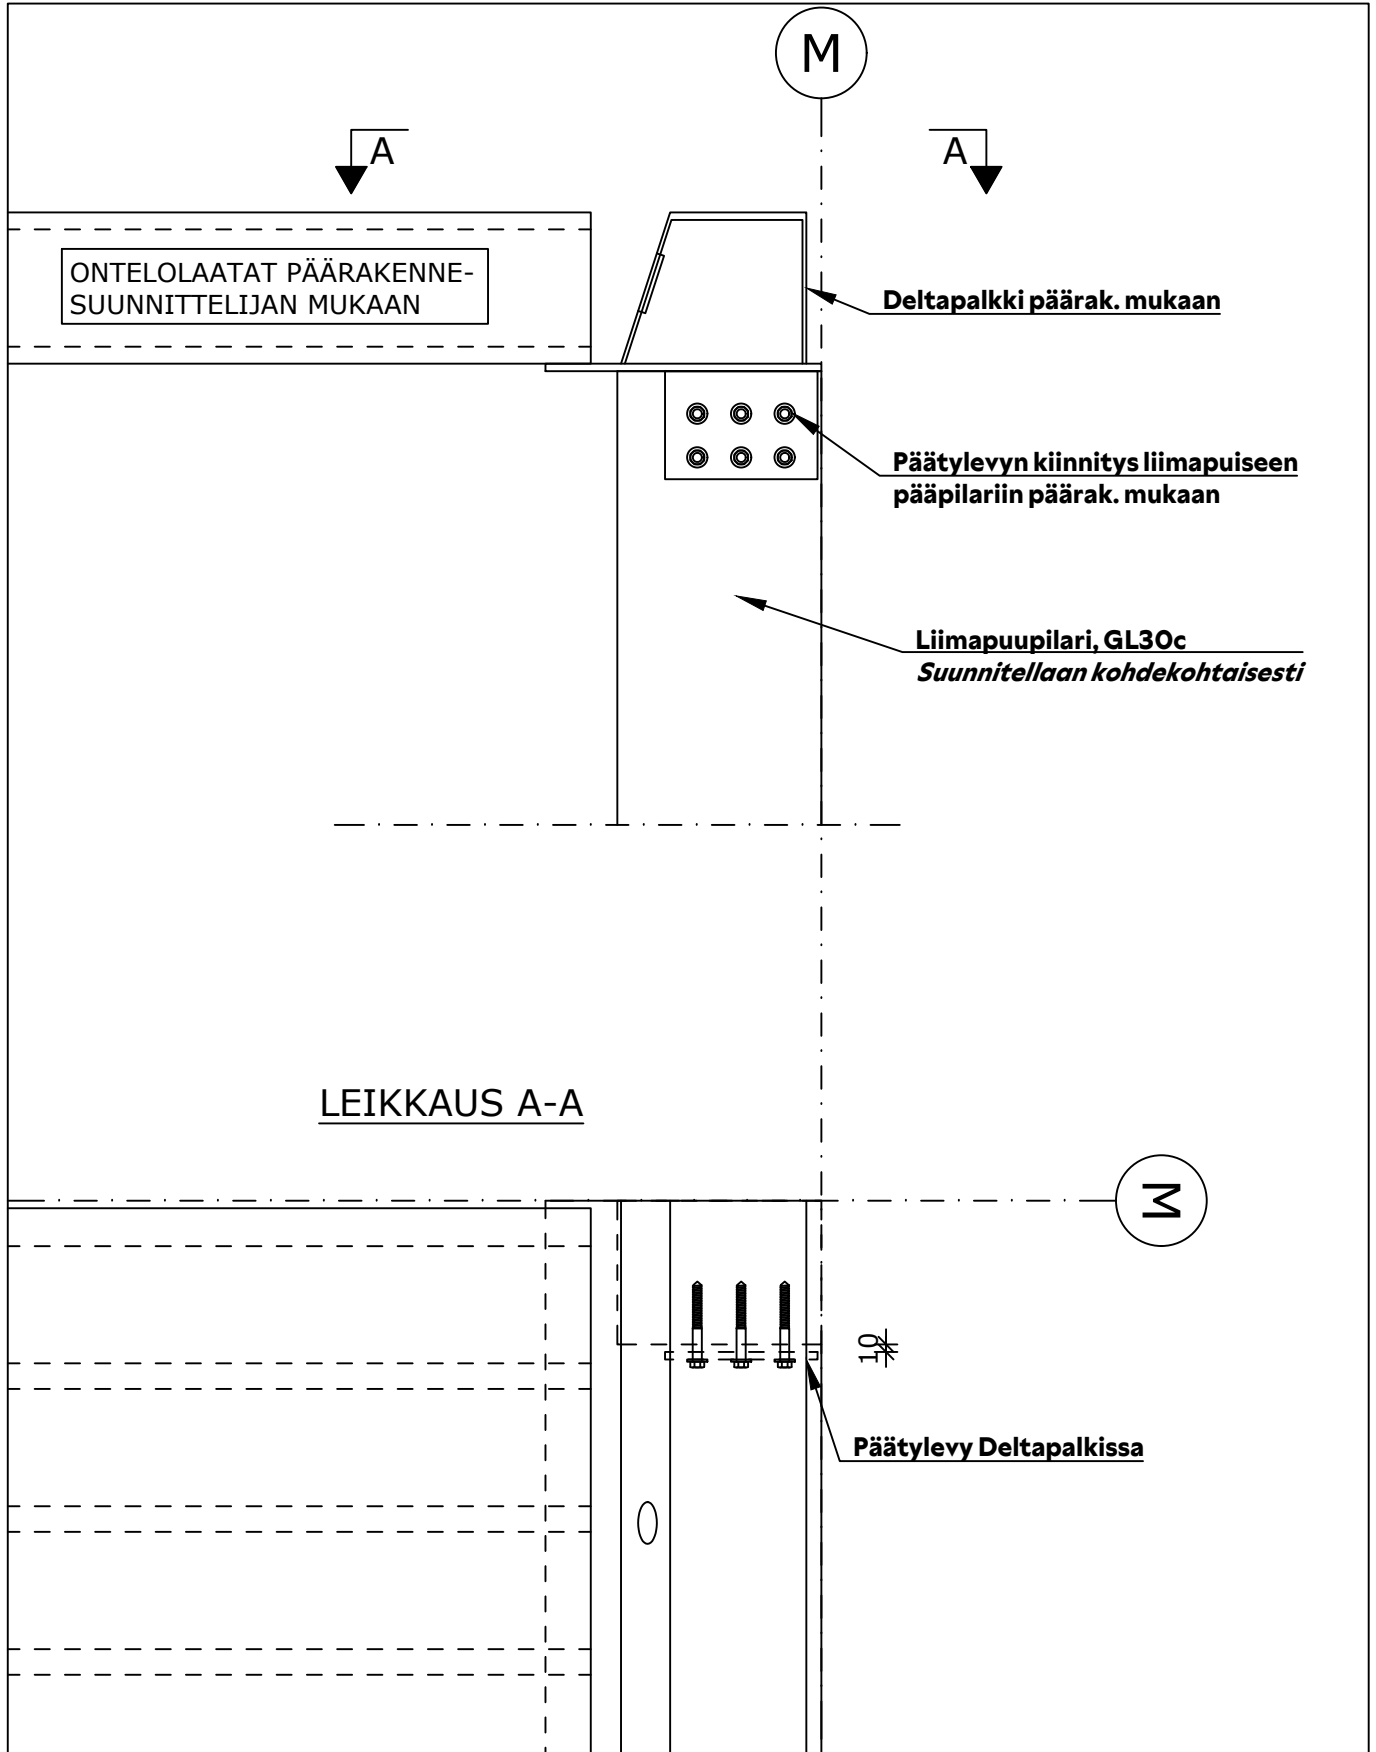 M
A
A
ONTELOLAATAT PÄÄRAKENNE-
SUUNNITTELIJAN MUKAAN
Deltapalkki päärak. mukaan
Päätylevyn kiinnitys liimapuiseen
pääpilariin päärak. mukaan
Liimapuupilari, GL30c
Suunnitellaan kohdekohtaisesti
LEIKKAUS A-A
M
10
Päätylevy Deltapalkissa